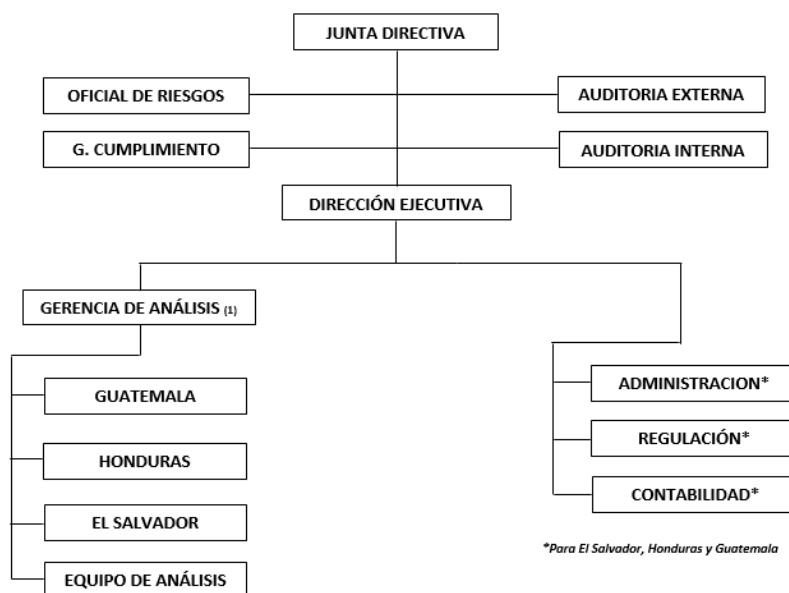 JUNTA DIRECTIVA
OFICIAL DE RIESGOS
AUDITORIA EXTERNA
G. CUMPLIMIENTO
AUDITORIA INTERNA
DIRECCIÓN EJECUTIVA
GERENCIA DE ANÁLISIS (1)
ADMINISTRACION*
GUATEMALA
REGULACIÓN*
HONDURAS
CONTABILIDAD*
EL SALVADOR
*Para El Salvador, Honduras y Guatemala
EQUIPO DE ANÁLISIS